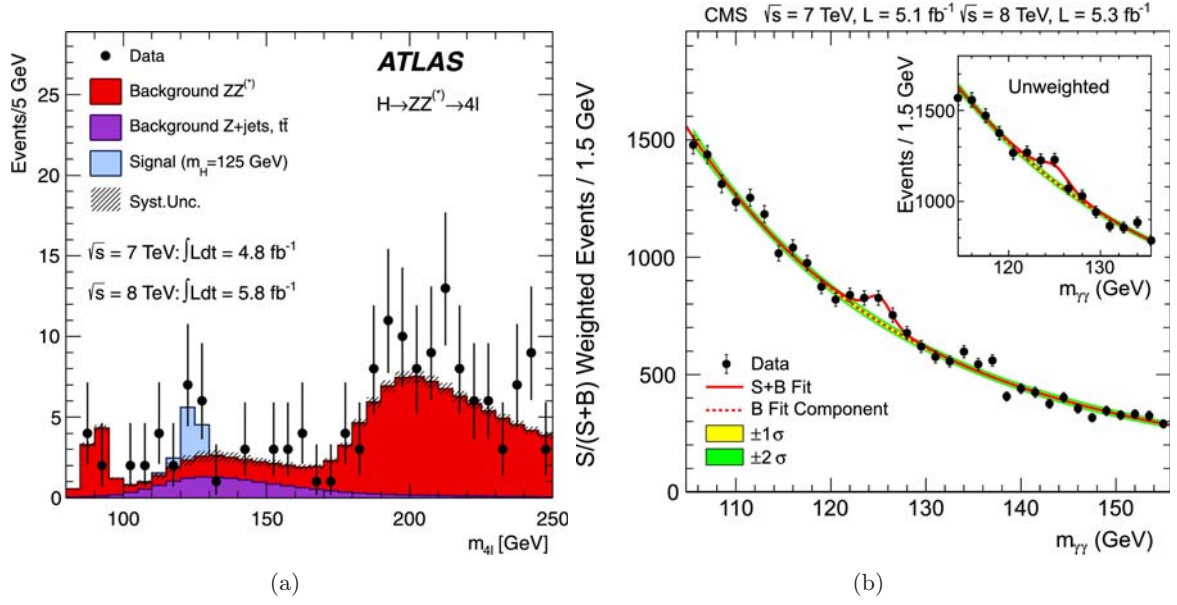 Events/5 GeV
25
20
15
10
5
0
Data
Background ZZ(*)
Background Z+jets, tt̄
Signal (mH=125 GeV)
Syst.Unc.
√s = 7 TeV: ∫Ldt = 4.8 fb-1
√s = 8 TeV: ∫Ldt = 5.8 fb-1
ATLAS
H→ZZ(*)→4l
100 150 200 250
m4l [GeV]
(a)
CMS √s = 7 TeV, L = 5.1 fb-1 √s = 8 TeV, L = 5.3 fb-1
S/(S+B) Weighted Events / 1.5 GeV
1500
1000
500
0
Unweighted
Events / 1.5 GeV
1500
1000
120 130
mγγ (GeV)
Data
S+B Fit
B Fit Component
±1σ
±2 σ
110 120 130 140 150
mγγ (GeV)
(b)